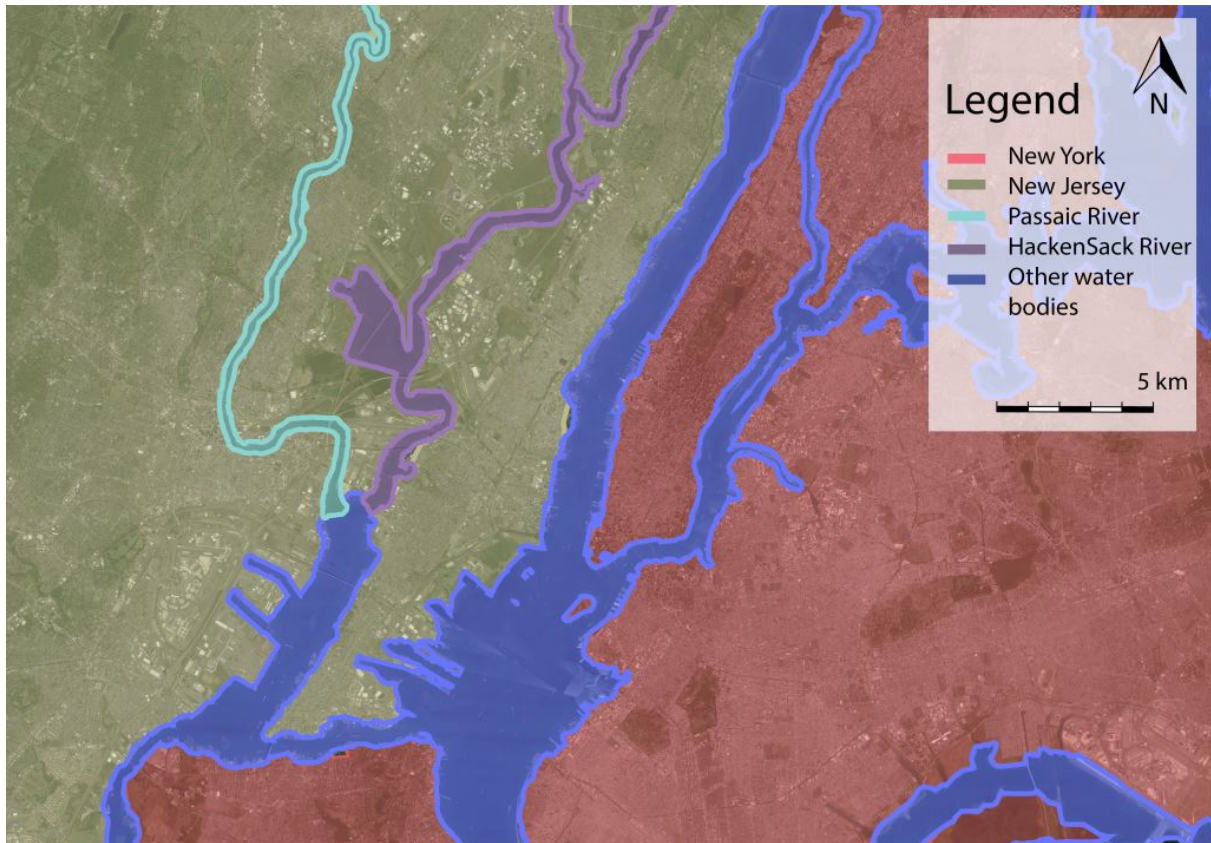 Legend
N
New York
New Jersey
Passaic River
HackenSack River
Other water
bodies
5 km